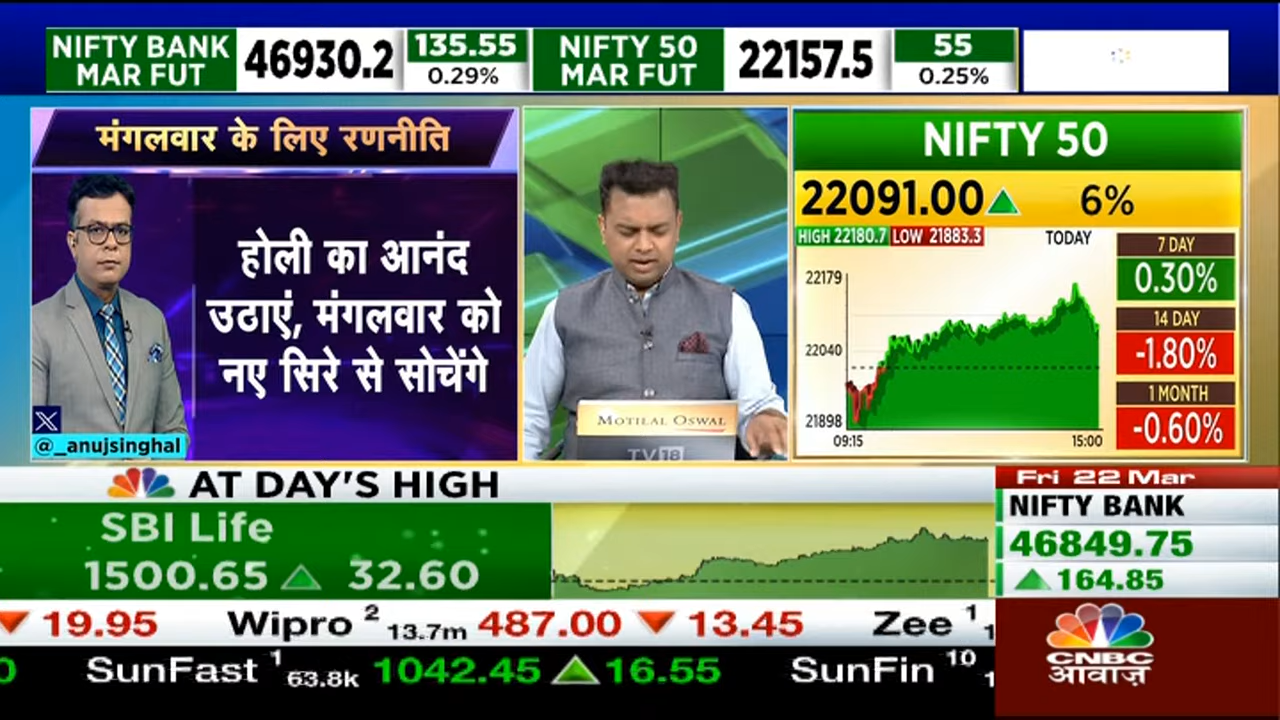 NIFTY BANK
MAR FUT
46930.2
135.55
0.29%
NIFTY 50
MAR FUT
22157.5
55
0.25%
मंगलवार के लिए रणनीति
होली का आनंद
उठाएं, मंगलवार को
नए सिरे से सोचेंगे
X
@_anujsinghal
MOTILAL OSWAL
TV18
NIFTY 50
22091.00 ▲ 6%
HIGH 22180.7 LOW 21883.3
TODAY
22179
22040
21898
09:15 15:00
7 DAY
0.30%
14 DAY
-1.80%
1 MONTH
-0.60%
AT DAY'S HIGH
SBI Life
1500.65 ▲ 32.60
Fri 22 Mar
NIFTY BANK
46849.75
▲ 164.85
▼ 19.95 Wipro 2 13.7m 487.00 ▼ 13.45 Zee 1 1
0 SunFast 1 63.8k 1042.45 ▲ 16.55 SunFin 10 1
CNBC
आवाज़